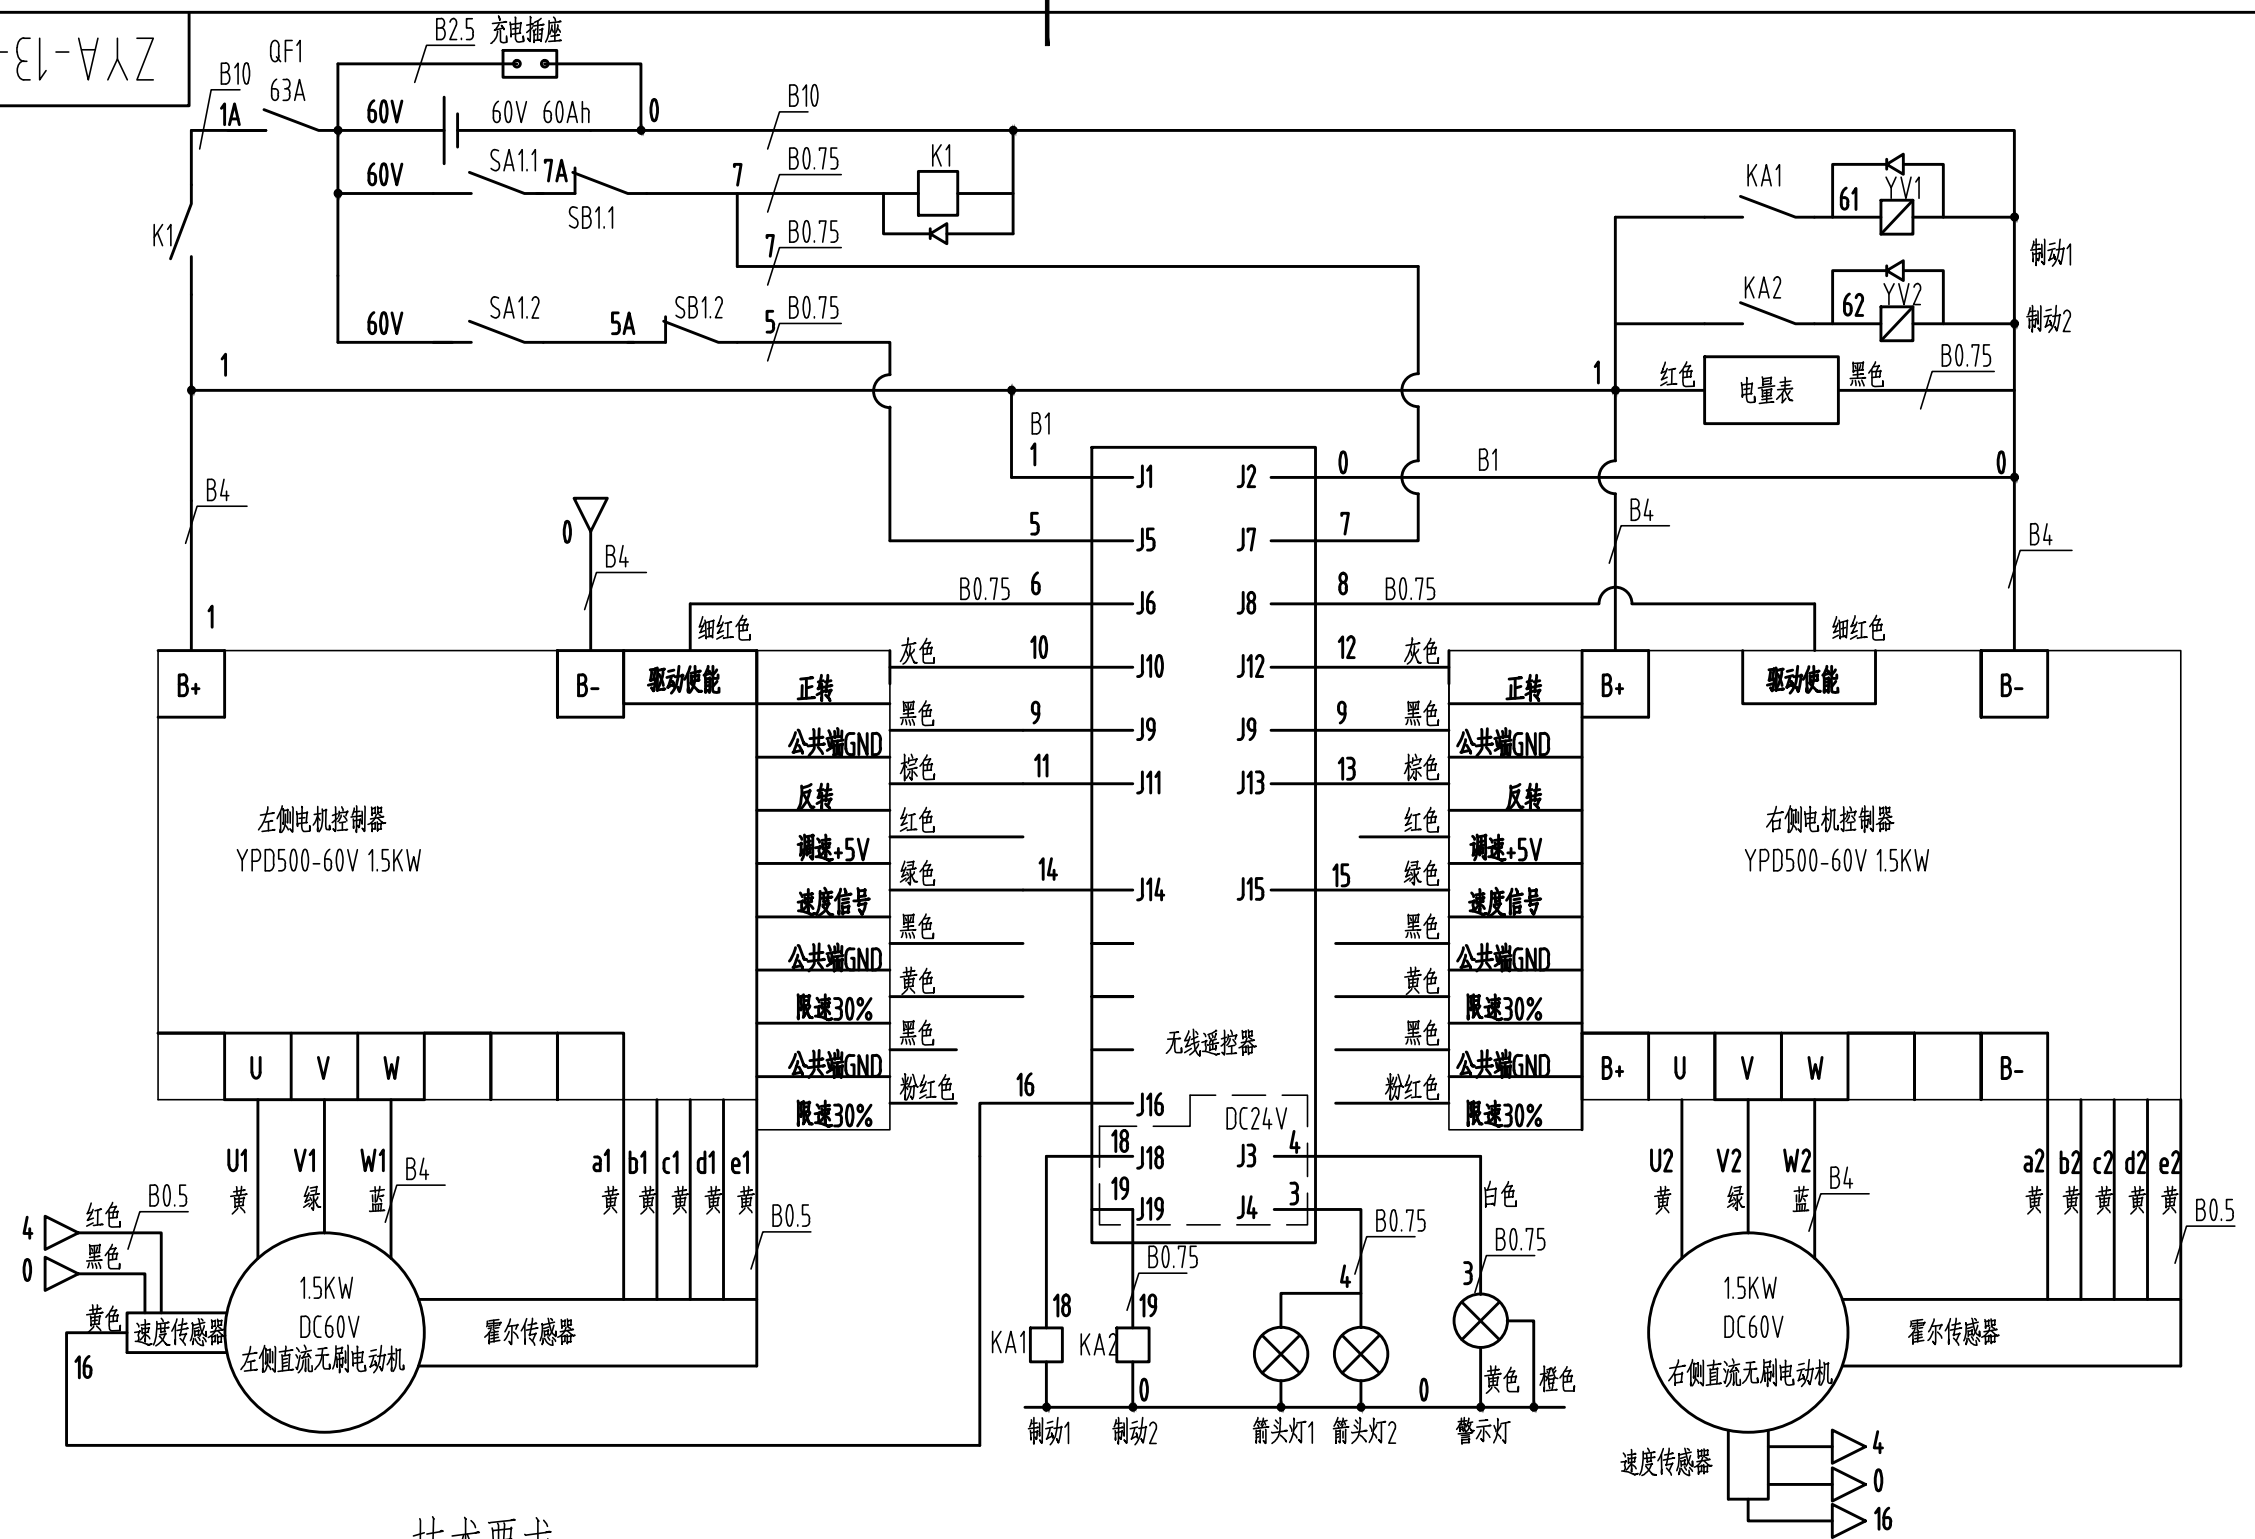 ZYA-13-
B2.5 充电插座
QF1
63A
B10
1A
60V
60V 60Ah
0
B10
K1
60V
SA1.1
7A
SB1.1
7
B0.75
K1
7
B0.75
60V
SA1.2
5A
SB1.2
5
B0.75
KA1
61
YV1
制动1
KA2
62
YV2
制动2
1
1
红色
电量表
黑色
B0.75
B1
1
J1
J2
0
B1
0
B4
0
B4
5
J5
J7
7
B4
B4
1
B0.75
6
J6
J8
8
B0.75
细红色
细红色
B+
B-
驱动使能
正转
灰色
10
J10
J12
12
灰色
正转
B+
驱动使能
B-
公共端GND
黑色
9
J9
J9
9
黑色
公共端GND
反转
棕色
11
J11
J13
13
棕色
反转
左侧电机控制器
YPD500-60V 1.5KW
调速+5V
红色
红色
调速+5V
右侧电机控制器
YPD500-60V 1.5KW
速度信号
绿色
14
J14
J15
15
绿色
速度信号
公共端GND
黑色
黑色
公共端GND
限速30%
黄色
黄色
限速30%
公共端GND
黑色
无线遥控器
黑色
公共端GND
限速30%
粉红色
16
J16
DC24V
粉红色
限速30%
U
V
W
B+
U
V
W
B-
18
J18
J3
4
19
J19
J4
3
U1
黄
V1
绿
W1
蓝
B4
a1
黄
b1
黄
c1
黄
d1
黄
e1
黄
B0.5
U2
黄
V2
绿
W2
蓝
B4
a2
黄
b2
黄
c2
黄
d2
黄
e2
黄
B0.5
4
红色
B0.5
0
黑色
黄色
速度传感器
16
1.5KW
DC60V
左侧直流无刷电动机
霍尔传感器
B0.75
18
19
KA1
KA2
0
制动1
制动2
B0.75
4
白色
B0.75
3
0
黄色
橙色
箭头灯1
箭头灯2
警示灯
1.5KW
DC60V
右侧直流无刷电动机
霍尔传感器
速度传感器
4
0
16
技术要求